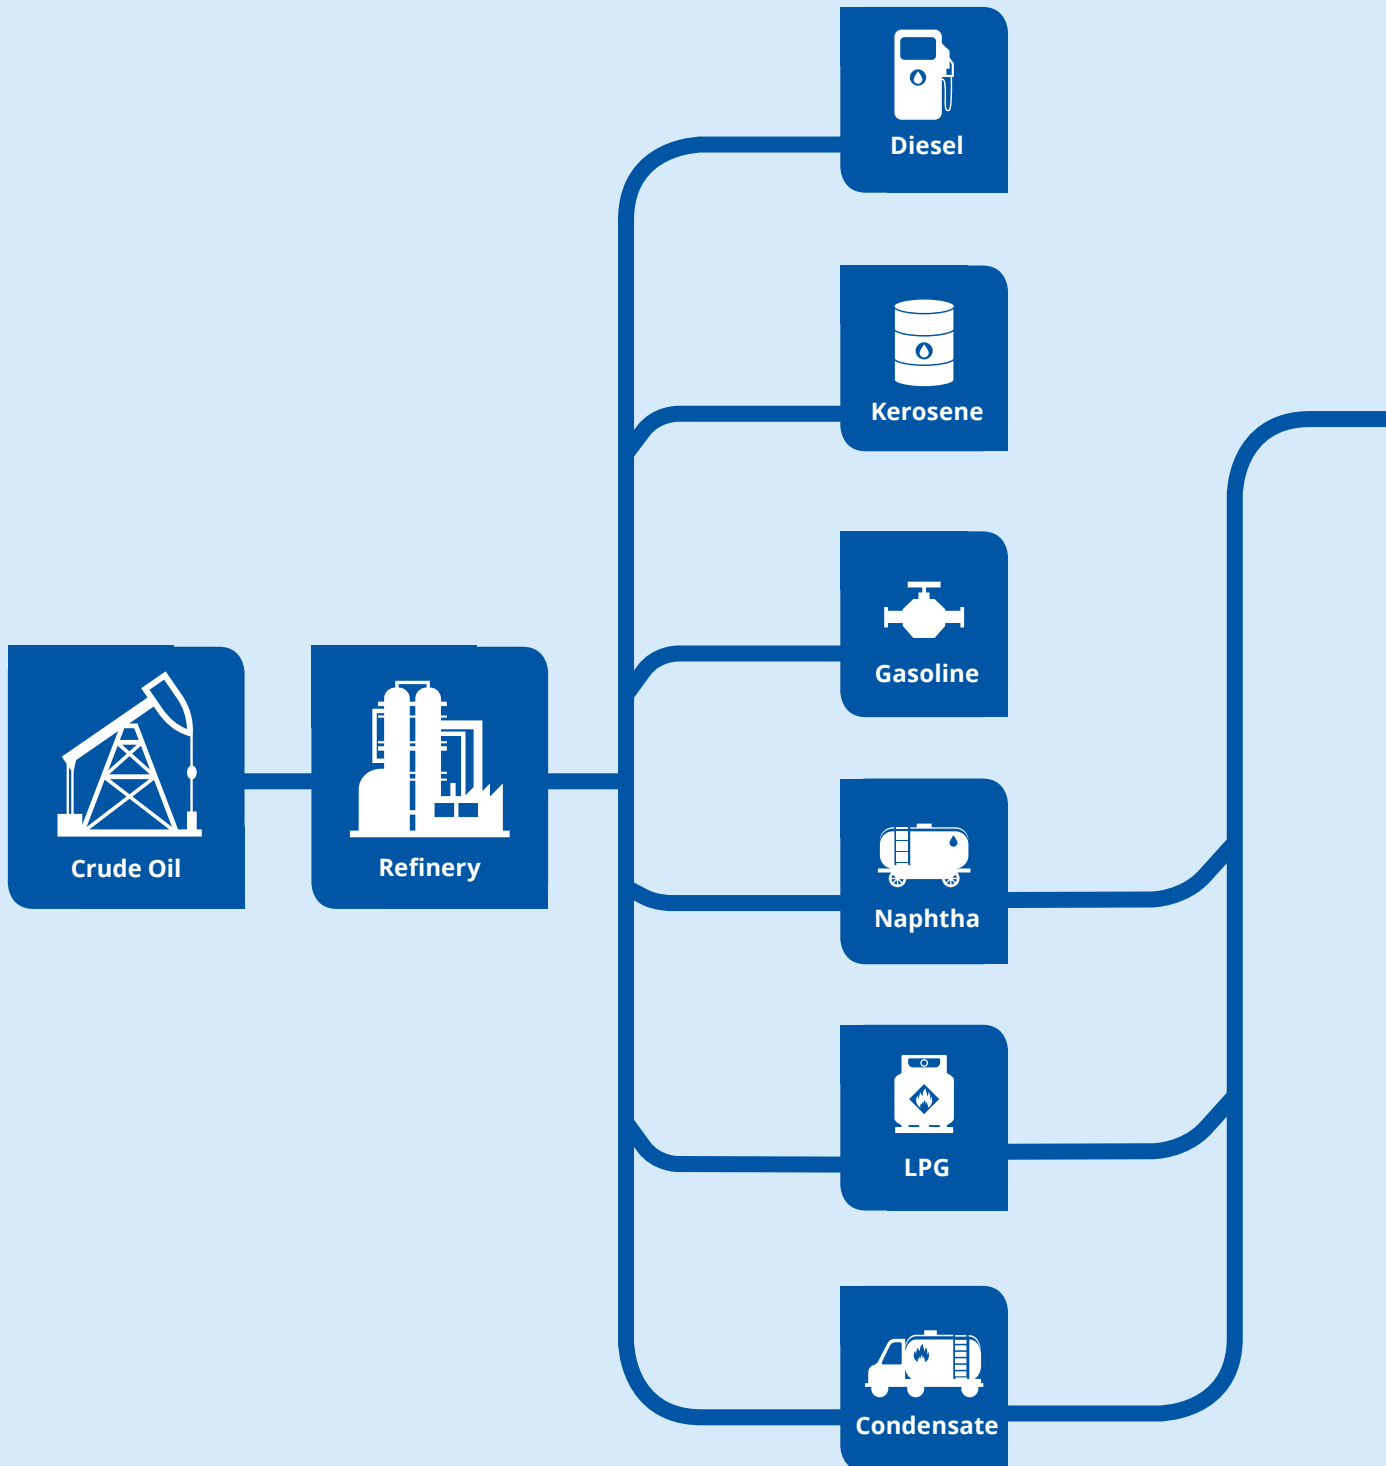 Diesel
Kerosene
Gasoline
Crude Oil
Refinery
Naphtha
LPG
Condensate